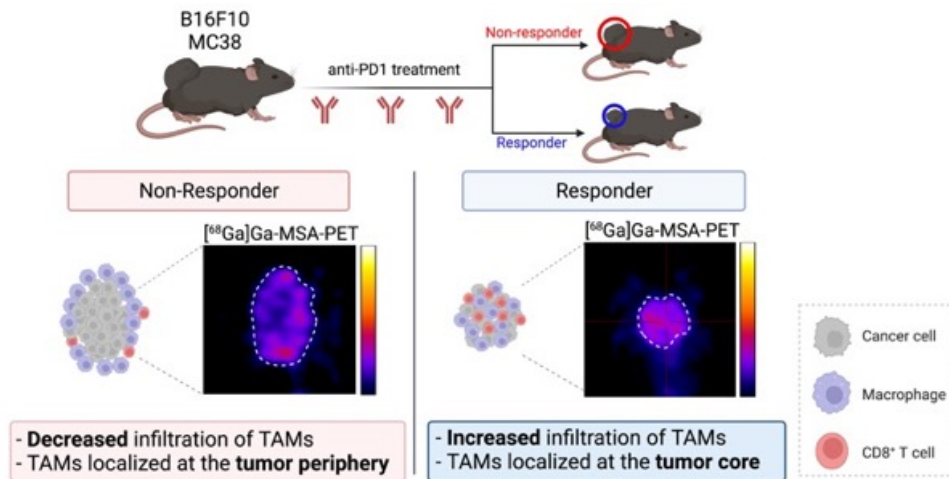 B16F10
MC38
anti-PD1 treatment
Non-responder
Responder
Non-Responder
Responder
[⁶⁸Ga]Ga-MSA-PET
[⁶⁸Ga]Ga-MSA-PET
- Decreased infiltration of TAMs
- TAMs localized at the tumor periphery
- Increased infiltration of TAMs
- TAMs localized at the tumor core
Cancer cell
Macrophage
CD8⁺ T cell